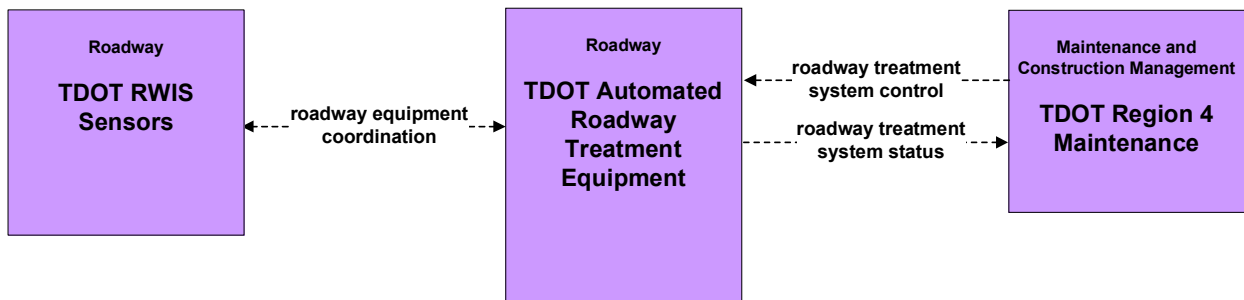 Roadway
TDOT RWIS
Sensors
roadway equipment
coordination
Roadway
TDOT Automated
Roadway
Treatment
Equipment
roadway treatment
system control
roadway treatment
system status
Maintenance and
Construction Management
TDOT Region 4
Maintenance